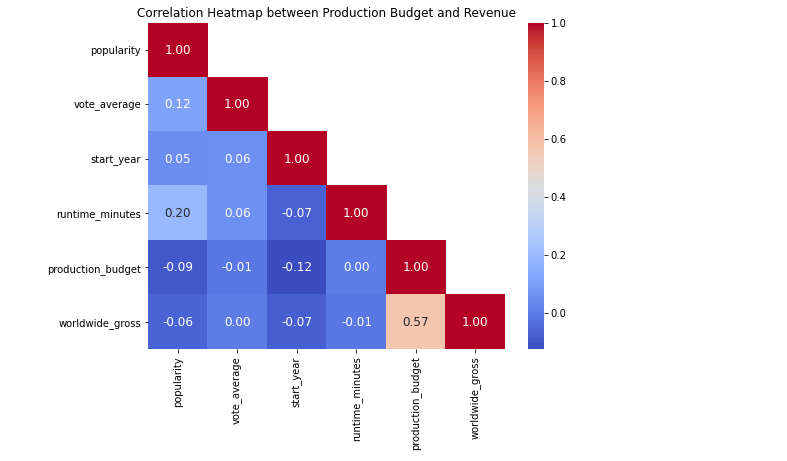 Correlation Heatmap between Production Budget and Revenue
popularity 1.00
vote_average 0.12 1.00
start_year 0.05 0.06 1.00
runtime_minutes 0.20 0.06 -0.07 1.00
production_budget -0.09 -0.01 -0.12 0.00 1.00
worldwide_gross -0.06 0.00 -0.07 -0.01 0.57 1.00
popularity
vote_average
start_year
runtime_minutes
production_budget
worldwide_gross
1.0
0.8
0.6
0.4
0.2
0.0